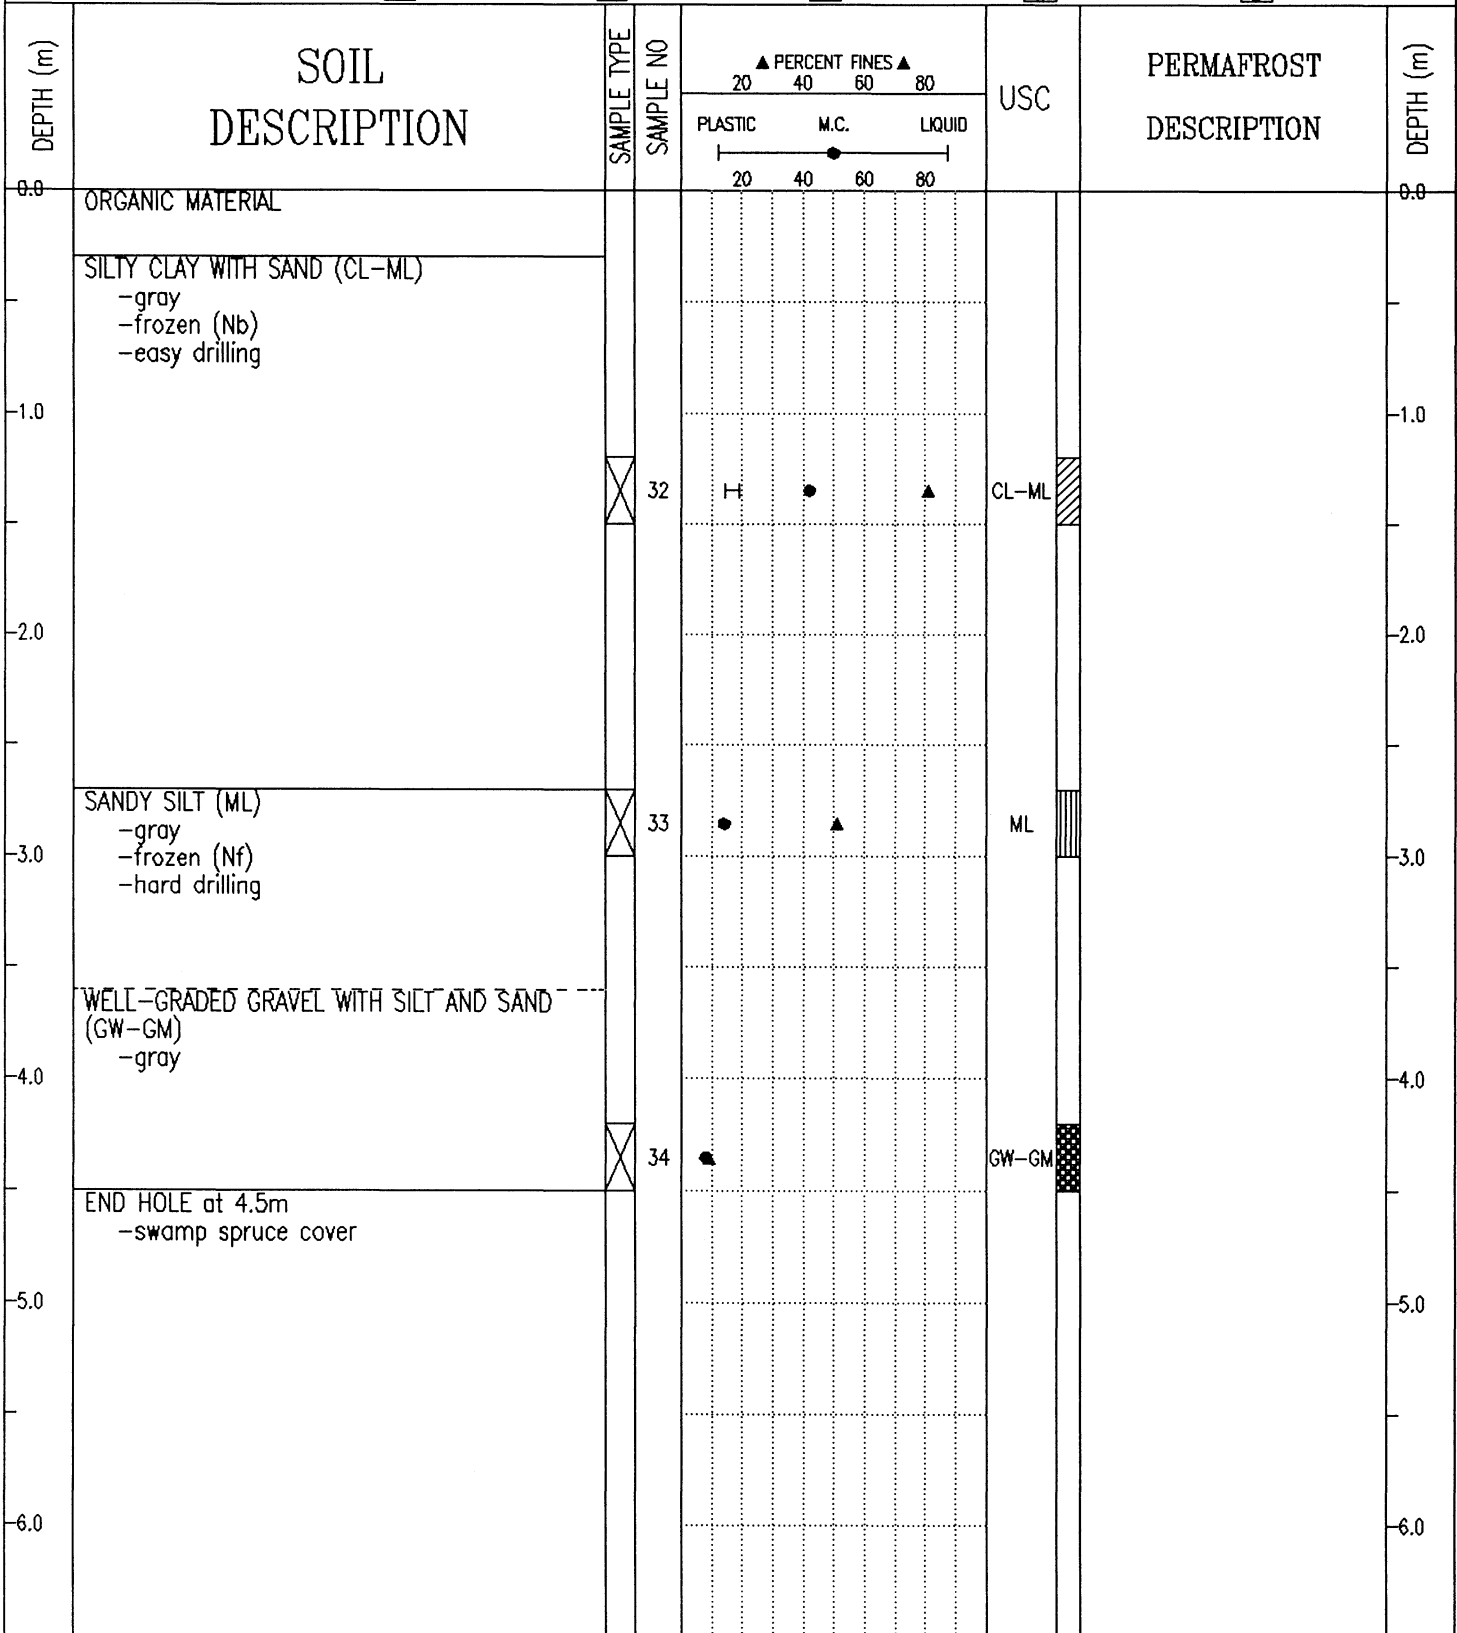 DEPTH (m)
SOIL
DESCRIPTION
SAMPLE TYPE
SAMPLE NO
▲ PERCENT FINES ▲
20 40 60 80
PLASTIC M.C. LIQUID
20 40 60 80
USC
PERMAFROST
DESCRIPTION
DEPTH (m)
0.0 0.0
ORGANIC MATERIAL
SILTY CLAY WITH SAND (CL-ML)
-gray
-frozen (Nb)
-easy drilling
1.0 1.0
32 CL-ML
2.0 2.0
SANDY SILT (ML)
-gray
33 ML
-frozen (Nf)
3.0 3.0
-hard drilling
WELL-GRADED GRAVEL WITH SILT AND SAND
(GW-GM)
-gray
4.0 4.0
34 GW-GM
END HOLE at 4.5m
-swamp spruce cover
5.0 5.0
6.0 6.0